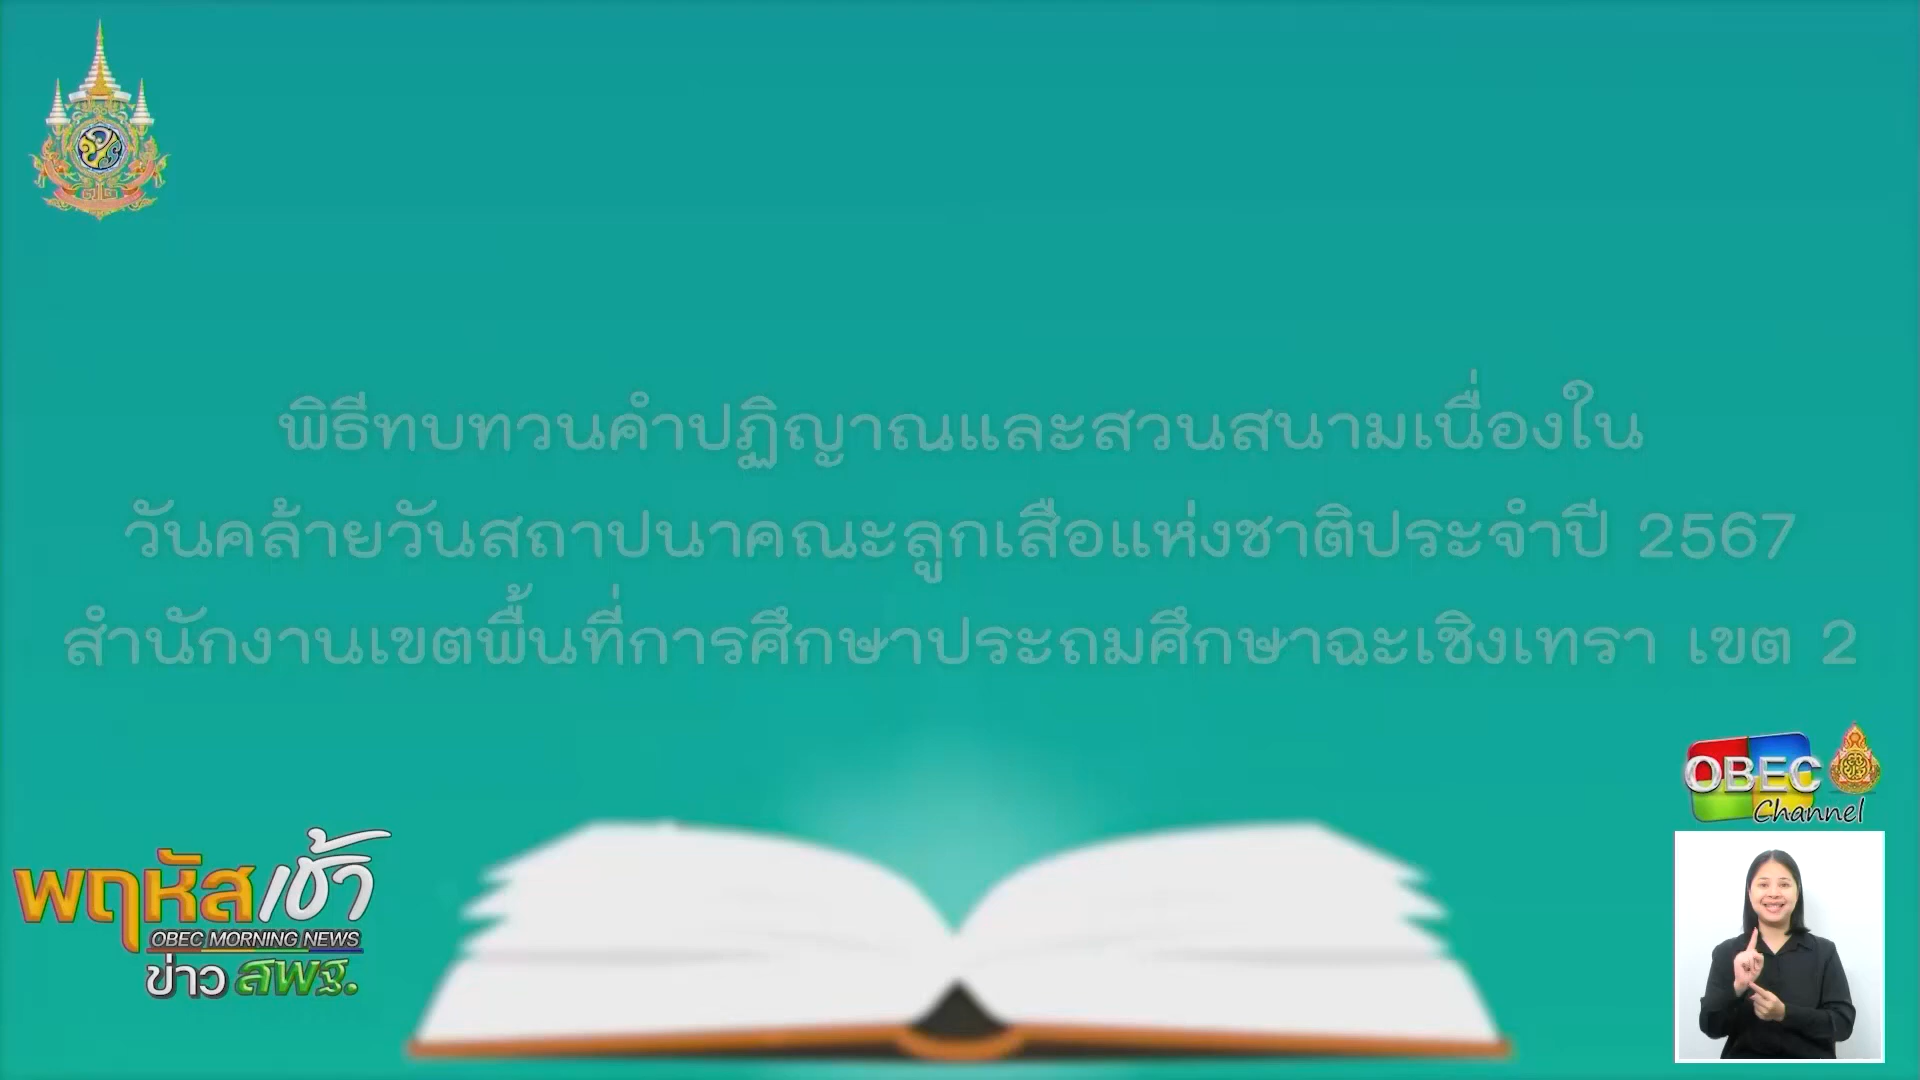 พิธีทบทวนคำปฏิญาณและสวนสนามเนื่องใน
วันคล้ายวันสถาปนาคณะลูกเสือแห่งชาติประจำปี 2567
สำนักงานเขตพื้นที่การศึกษาประถมศึกษาฉะเชิงเทรา เขต 2
OBEC
Channel
พฤหัสเช้า
OBEC MORNING NEWS
ข่าว สพฐ.